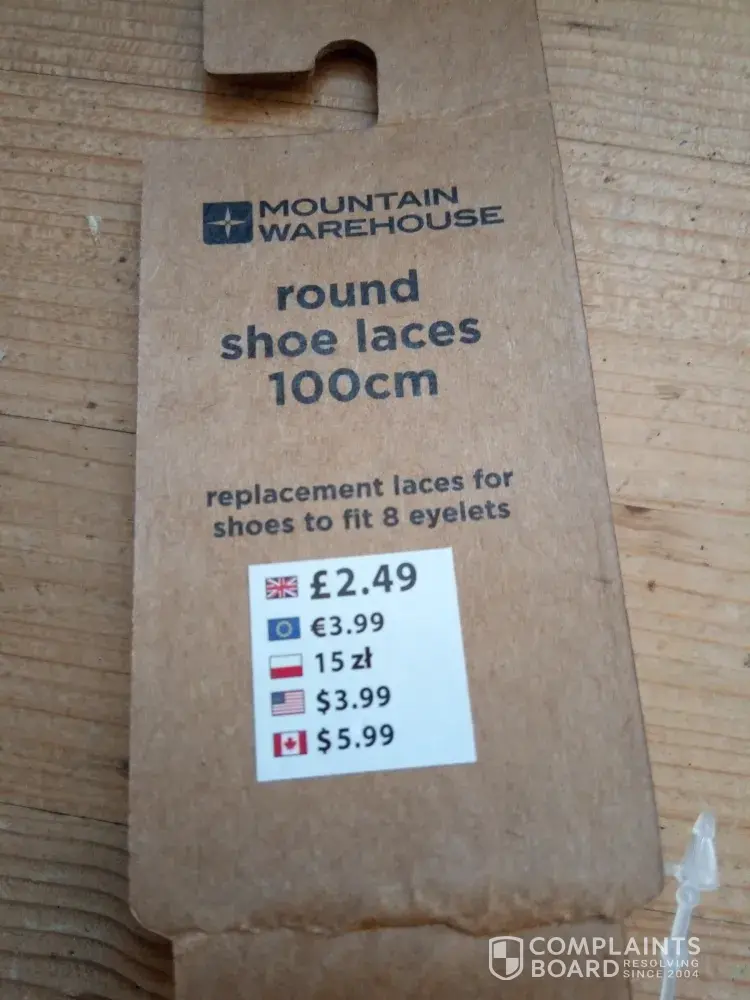 MOUNTAIN
WAREHOUSE
round
shoe laces
100cm
replacement laces for
shoes to fit 8 eyelets
£2.49
€3.99
15 zł
$3.99
$5.99
COMPLAINTS
BOARD RESOLVING
SINCE 2004